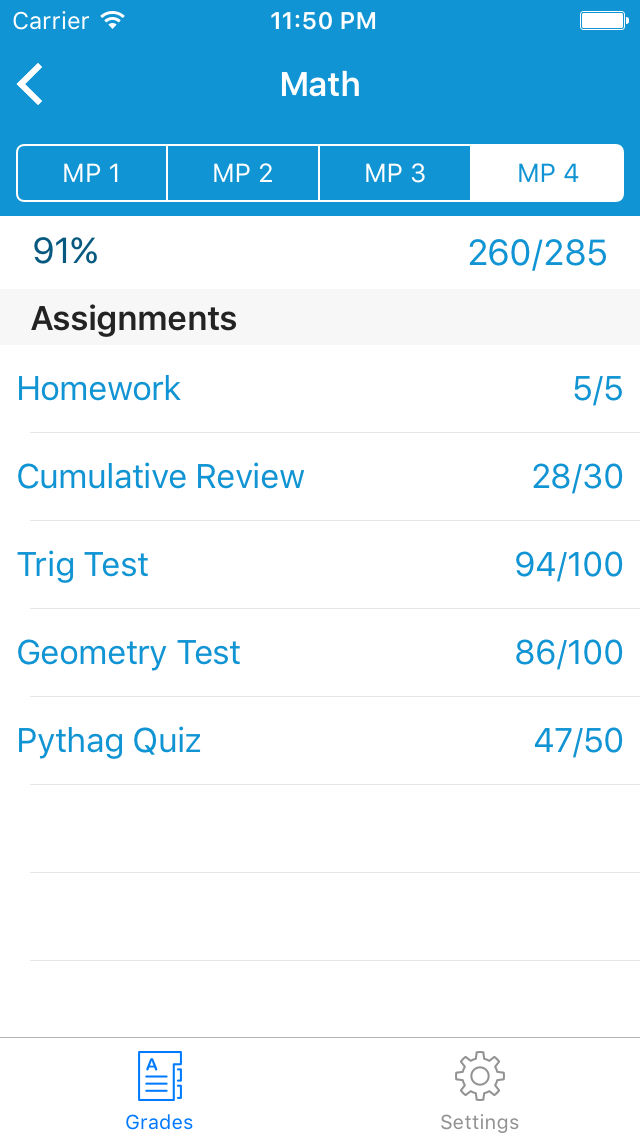 Carrier 11:50 PM
Math
MP 1 MP 2 MP 3 MP 4
91% 260/285
Assignments
Homework 5/5
Cumulative Review 28/30
Trig Test 94/100
Geometry Test 86/100
Pythag Quiz 47/50
A
Grades Settings